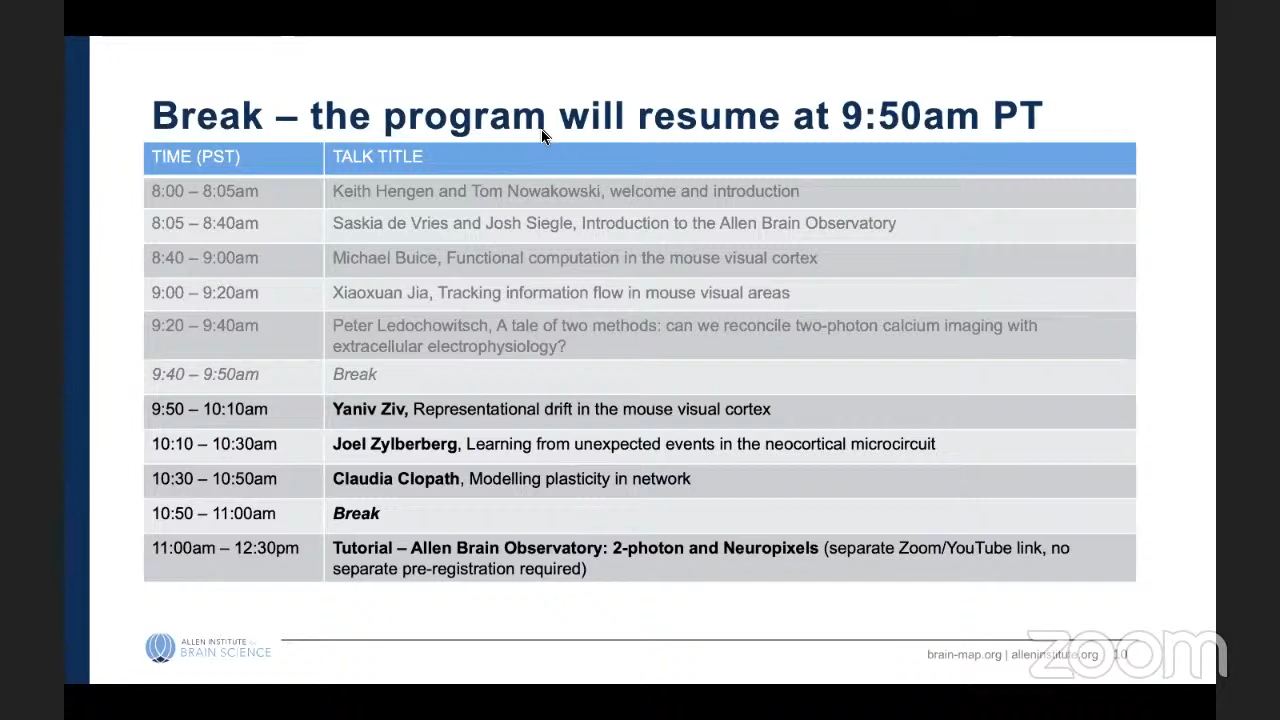 Break – the program will resume at 9:50am PT
TIME (PST) TALK TITLE
8:00 – 8:05am Keith Hengen and Tom Nowakowski, welcome and introduction
8:05 – 8:40am Saskia de Vries and Josh Siegle, Introduction to the Allen Brain Observatory
8:40 – 9:00am Michael Buice, Functional computation in the mouse visual cortex
9:00 – 9:20am Xiaoxuan Jia, Tracking information flow in mouse visual areas
9:20 – 9:40am Peter Ledochowitsch, A tale of two methods: can we reconcile two-photon calcium imaging with
extracellular electrophysiology?
9:40 – 9:50am Break
9:50 – 10:10am Yaniv Ziv, Representational drift in the mouse visual cortex
10:10 – 10:30am Joel Zylberberg, Learning from unexpected events in the neocortical microcircuit
10:30 – 10:50am Claudia Clopath, Modelling plasticity in network
10:50 – 11:00am Break
11:00am – 12:30pm Tutorial – Allen Brain Observatory: 2-photon and Neuropixels (separate Zoom/YouTube link, no
separate pre-registration required)
ALLEN INSTITUTE for
BRAIN SCIENCE
brain-map.org | alleninstitute.org 10
zoom